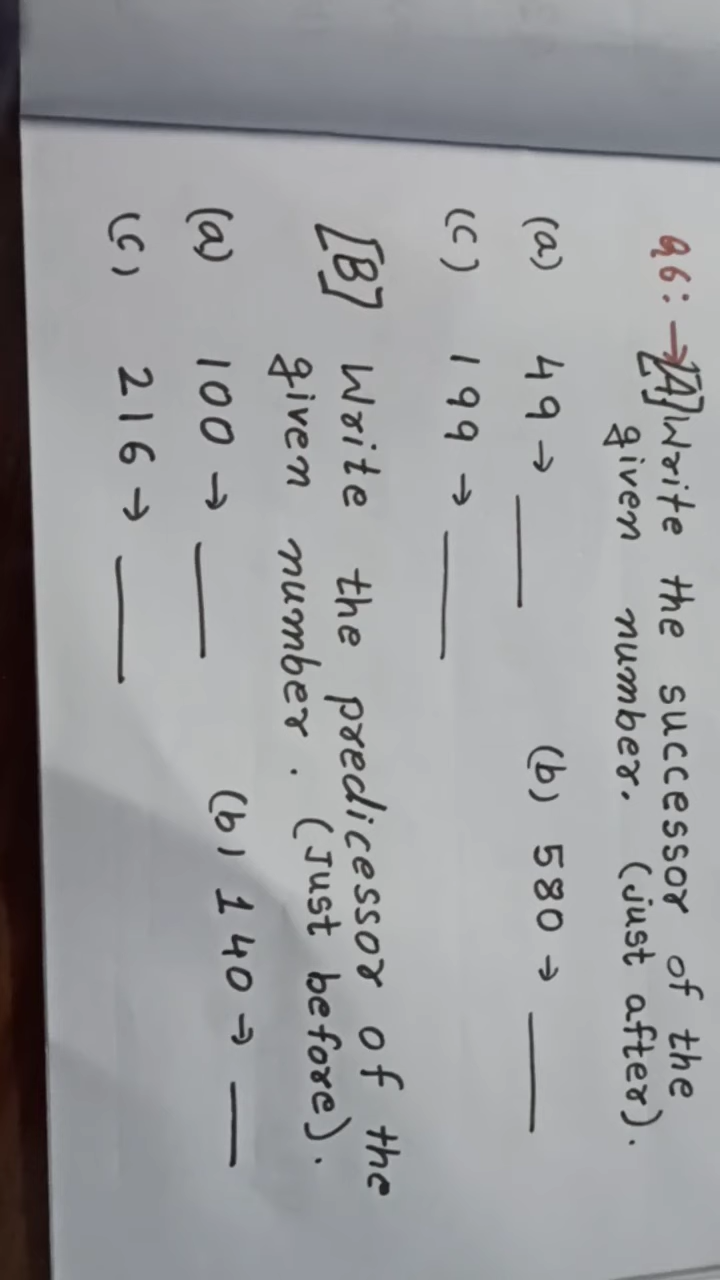 Q6:→[A] Write the successor of the
given number. (just after).
(a) 49 → ____ (b) 580 → ____
(c) 199 → ____
[B] Write the predicessor of the
given number. (Just before).
(a) 100 → ____ (b) 140 → ____
(c) 216 → ____